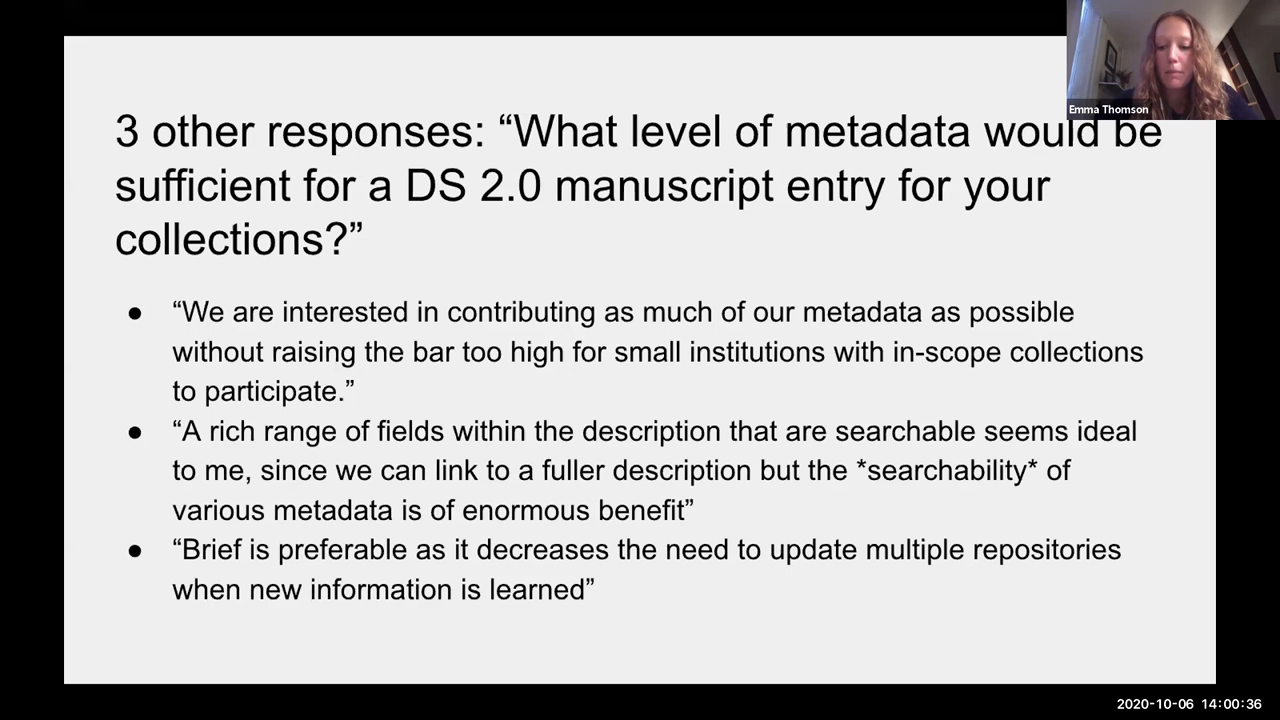 Emma Thomson
3 other responses: “What level of metadata would be
sufficient for a DS 2.0 manuscript entry for your
collections?”
● “We are interested in contributing as much of our metadata as possible
without raising the bar too high for small institutions with in-scope collections
to participate.”
● “A rich range of fields within the description that are searchable seems ideal
to me, since we can link to a fuller description but the *searchability* of
various metadata is of enormous benefit”
● “Brief is preferable as it decreases the need to update multiple repositories
when new information is learned”
2020-10-06 14:00:36